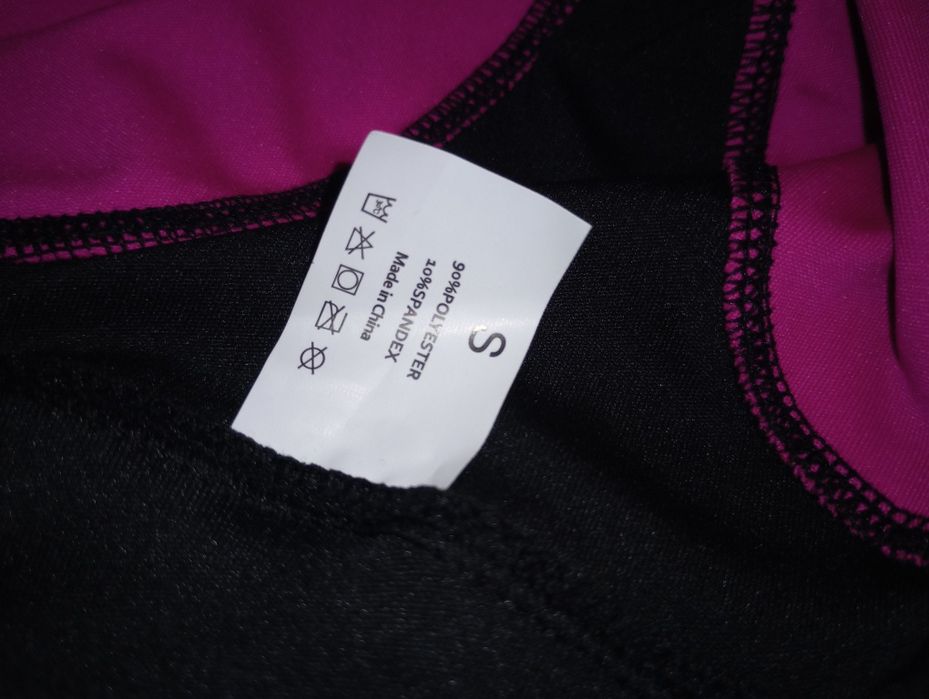 S
90%POLYESTER
10%SPANDEX
Made in China